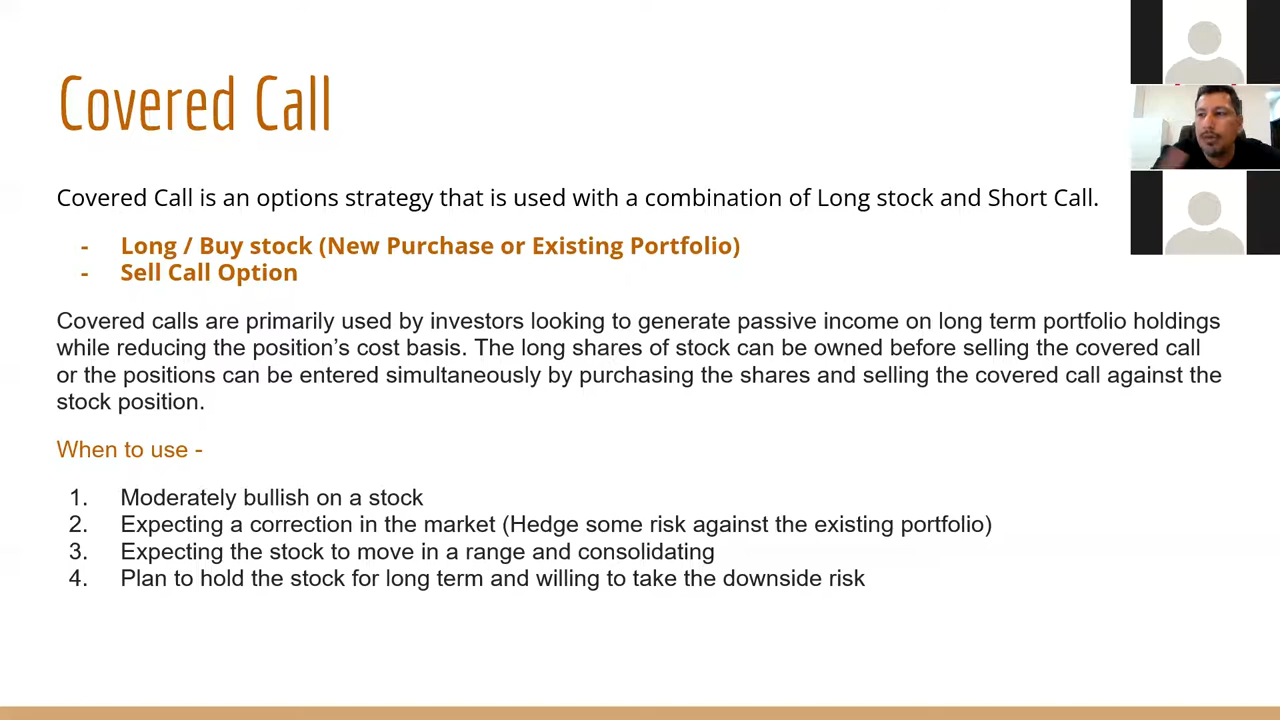 Covered Call
Covered Call is an options strategy that is used with a combination of Long stock and Short Call.
- Long / Buy stock (New Purchase or Existing Portfolio)
- Sell Call Option
Covered calls are primarily used by investors looking to generate passive income on long term portfolio holdings
while reducing the position’s cost basis. The long shares of stock can be owned before selling the covered call
or the positions can be entered simultaneously by purchasing the shares and selling the covered call against the
stock position.
When to use -
1. Moderately bullish on a stock
2. Expecting a correction in the market (Hedge some risk against the existing portfolio)
3. Expecting the stock to move in a range and consolidating
4. Plan to hold the stock for long term and willing to take the downside risk